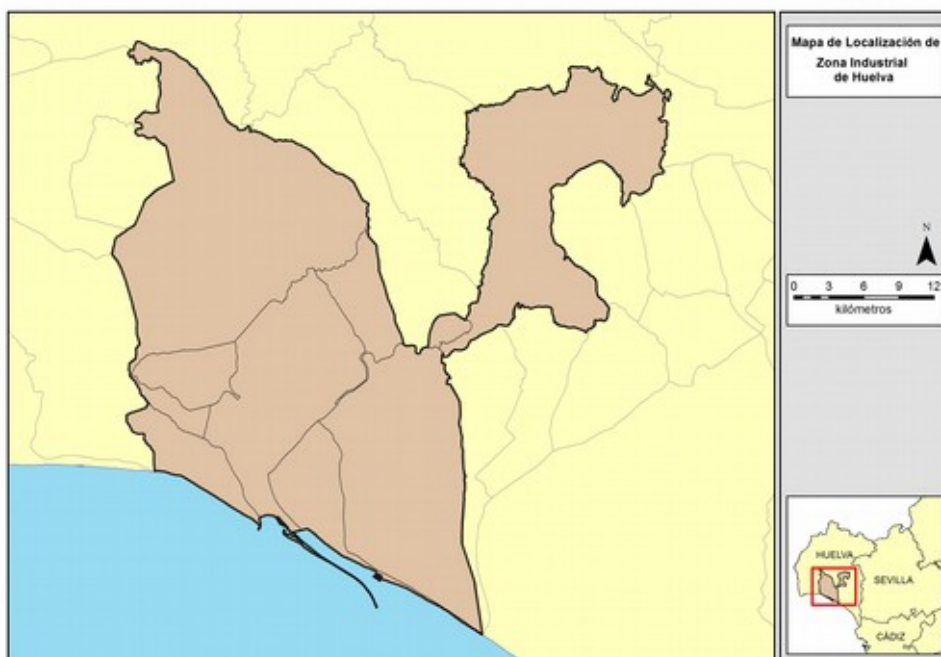 Mapa de Localización de
Zona Industrial
de Huelva
N
0 3 6 9 12
kilómetros
HUELVA
SEVILLA
CÁDIZ